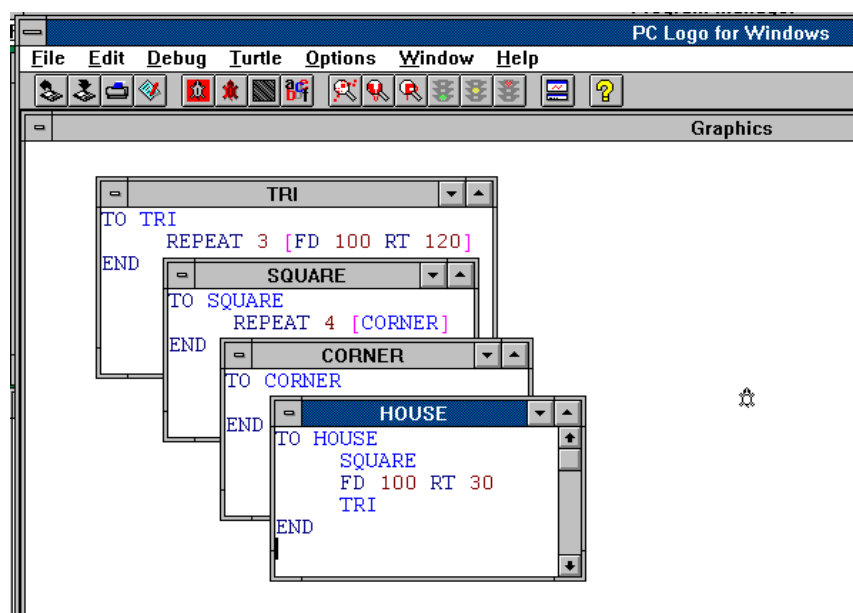 PC Logo for Windows
File Edit Debug Turtle Options Window Help
Graphics
TRI
TO TRI
REPEAT 3 [FD 100 RT 120]
END
SQUARE
TO SQUARE
REPEAT 4 [CORNER]
END
CORNER
TO CORNER
END
HOUSE
TO HOUSE
SQUARE
FD 100 RT 30
TRI
END